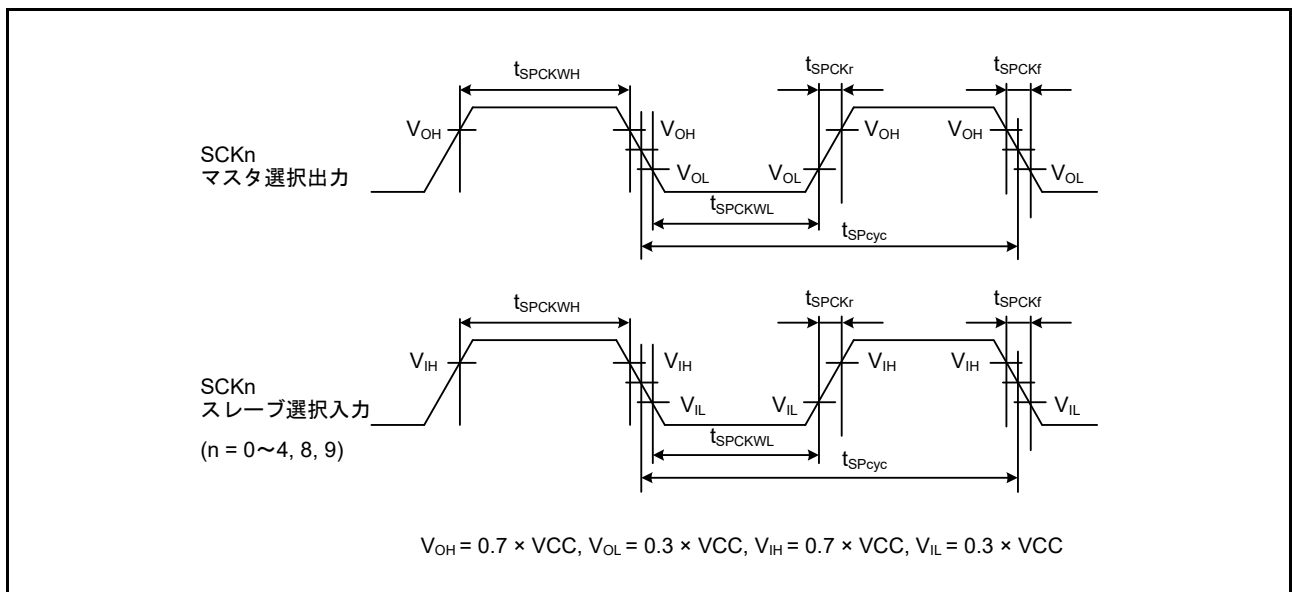 tSPCKWH
tSPCKr
tSPCKf
VOH
VOH
VOH
VOH
SCKn
マスタ選択出力
VOL
VOL
VOL
tSPCKWL
tSPcyc
tSPCKWH
tSPCKr
tSPCKf
VIH
VIH
VIH
VIH
SCKn
スレーブ選択入力
VIL
VIL
VIL
(n = 0～4, 8, 9)
tSPCKWL
tSPcyc
VOH = 0.7 × VCC, VOL = 0.3 × VCC, VIH = 0.7 × VCC, VIL = 0.3 × VCC